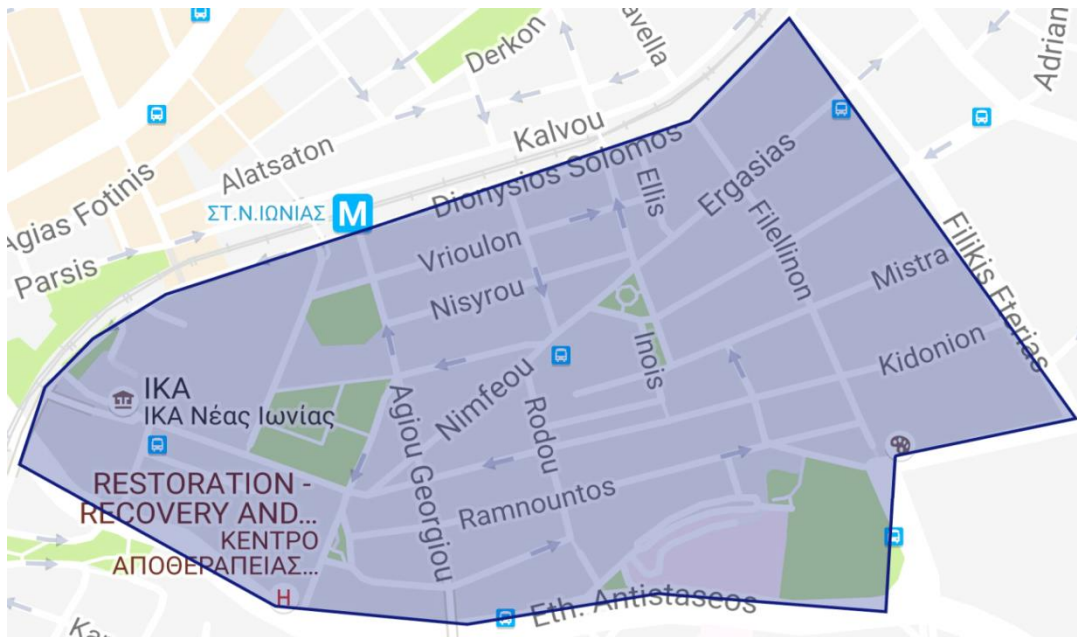 Derkon
avella
Adrian
Kalvou
Alatsaton
Dionysios Solomos
Agias Fotinis
ΣΤ.Ν.ΙΩΝΙΑΣ M
Ellis
Ergasias
Parsis
Vrioulon
Filellinon
Filikis Eterias
Mistra
Nisyrou
Inois
Kidonion
Nimfeou
ΙΚΑ
ΙΚΑ Νέας Ιωνίας
Agiou Georgiou
Rodou
RESTORATION -
RECOVERY AND...
ΚΕΝΤΡΟ
ΑΠΟΘΕΡΑΠΕΙΑΣ...
Ramnountos
H
Eth. Antistaseos